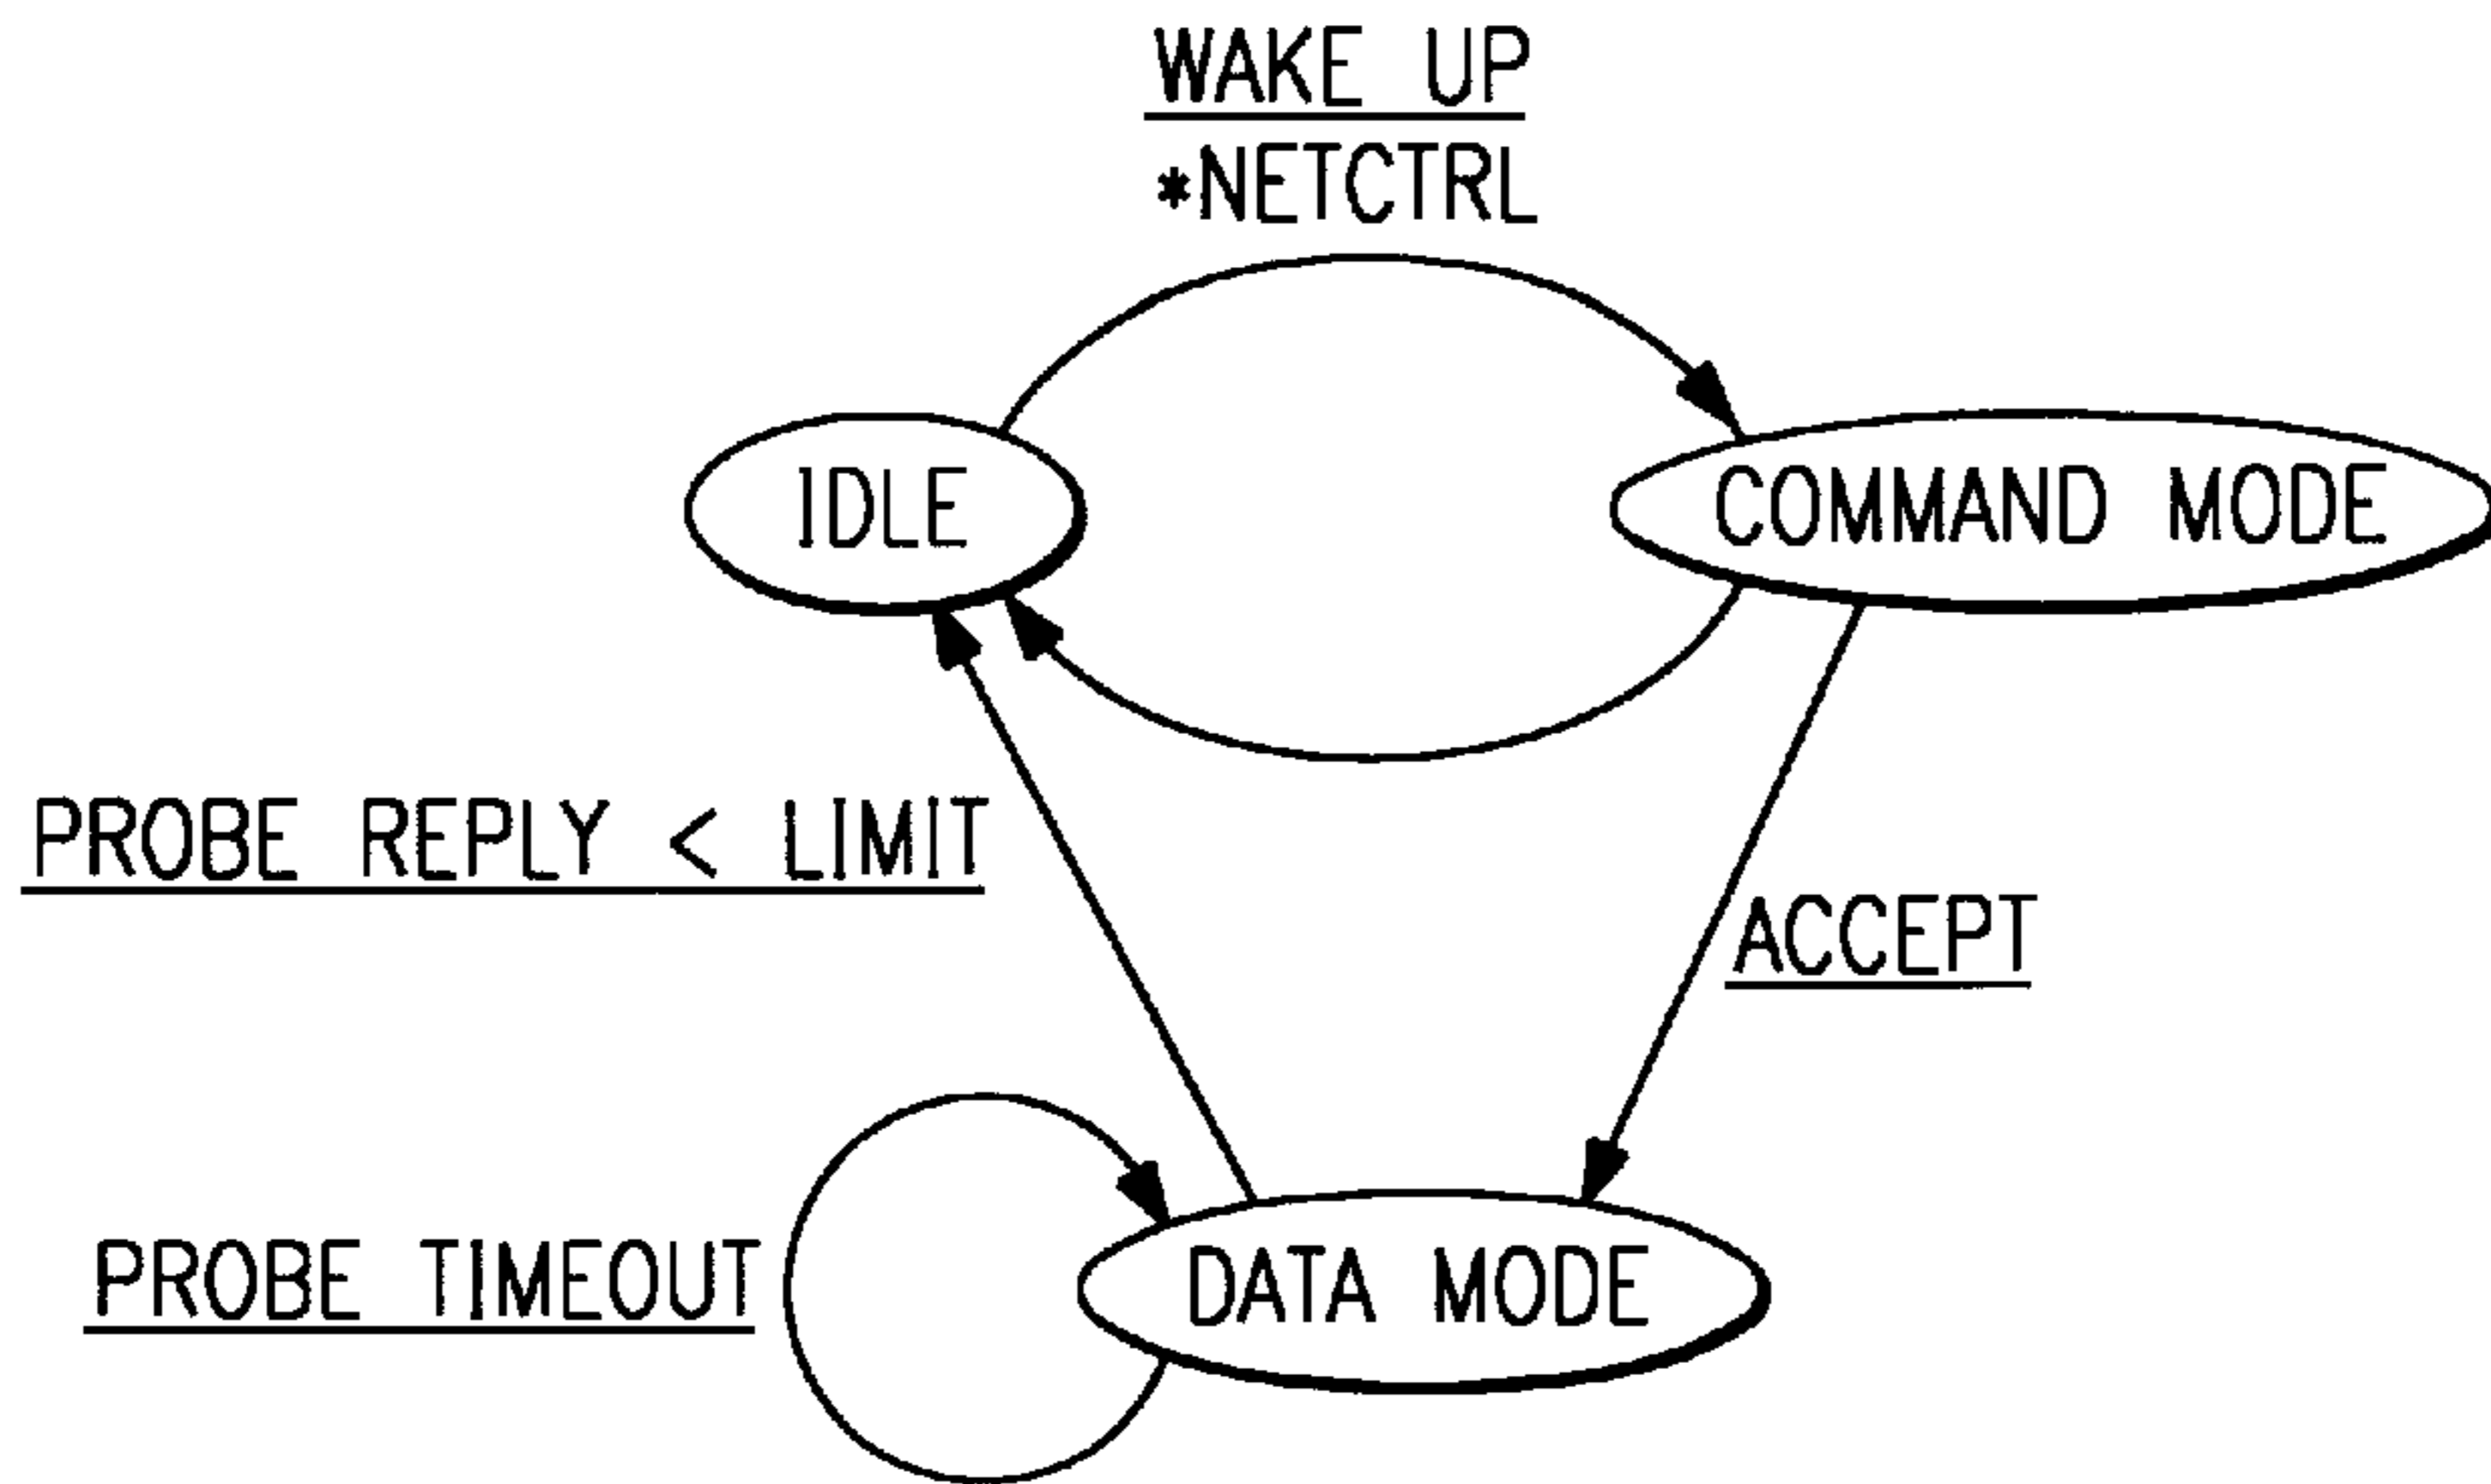 WAKE UP
*NETCTRL
IDLE
COMMAND MODE
PROBE REPLY < LIMIT
ACCEPT
PROBE TIMEOUT
DATA MODE